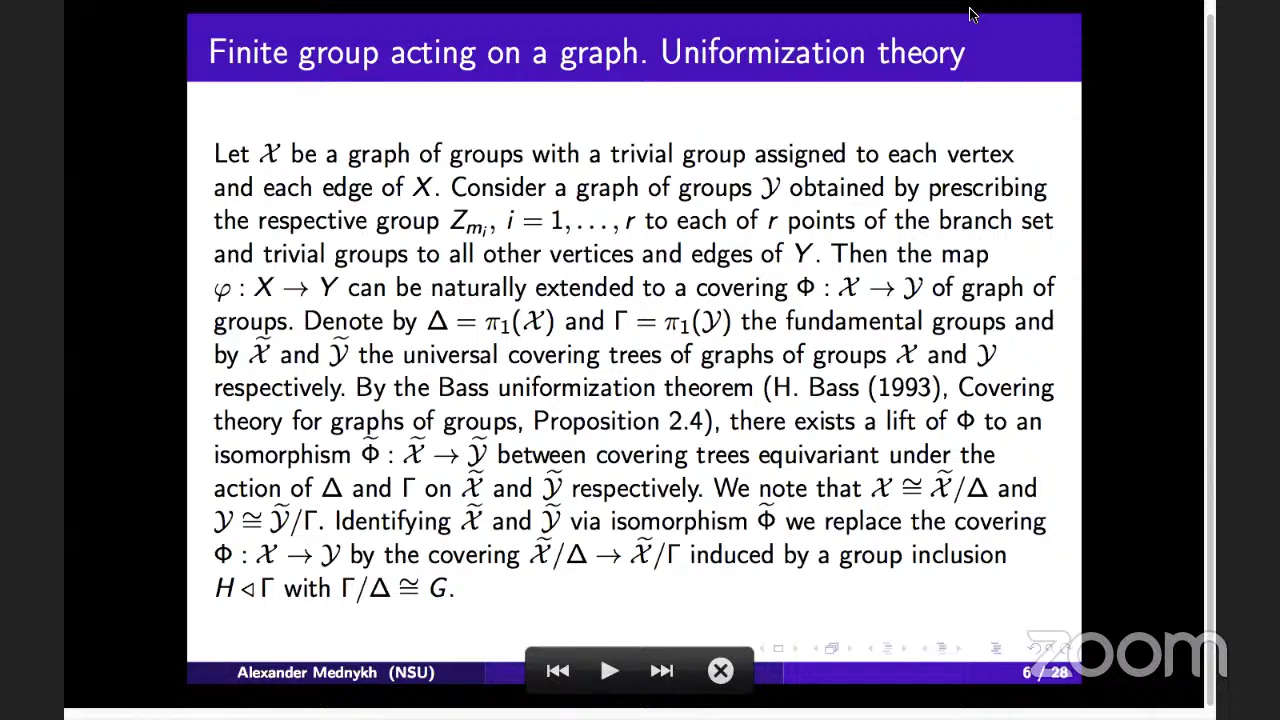 Finite group acting on a graph. Uniformization theory
Let 𝒳 be a graph of groups with a trivial group assigned to each vertex
and each edge of X. Consider a graph of groups 𝒴 obtained by prescribing
the respective group Z_{m_i}, i = 1, . . . , r to each of r points of the branch set
and trivial groups to all other vertices and edges of Y. Then the map
φ : X → Y can be naturally extended to a covering Φ : 𝒳 → 𝒴 of graph of
groups. Denote by Δ = π₁(𝒳) and Γ = π₁(𝒴) the fundamental groups and
by 𝒳̃ and 𝒴̃ the universal covering trees of graphs of groups 𝒳 and 𝒴
respectively. By the Bass uniformization theorem (H. Bass (1993), Covering
theory for graphs of groups, Proposition 2.4), there exists a lift of Φ to an
isomorphism Φ̃ : 𝒳̃ → 𝒴̃ between covering trees equivariant under the
action of Δ and Γ on 𝒳̃ and 𝒴̃ respectively. We note that 𝒳 ≅ 𝒳̃/Δ and
𝒴 ≅ 𝒴̃/Γ. Identifying 𝒳̃ and 𝒴̃ via isomorphism Φ̃ we replace the covering
Φ : 𝒳 → 𝒴 by the covering 𝒳̃/Δ → 𝒳̃/Γ induced by a group inclusion
H ◁ Γ with Γ/Δ ≅ G.
Alexander Mednykh (NSU)
6 / 28
zoom